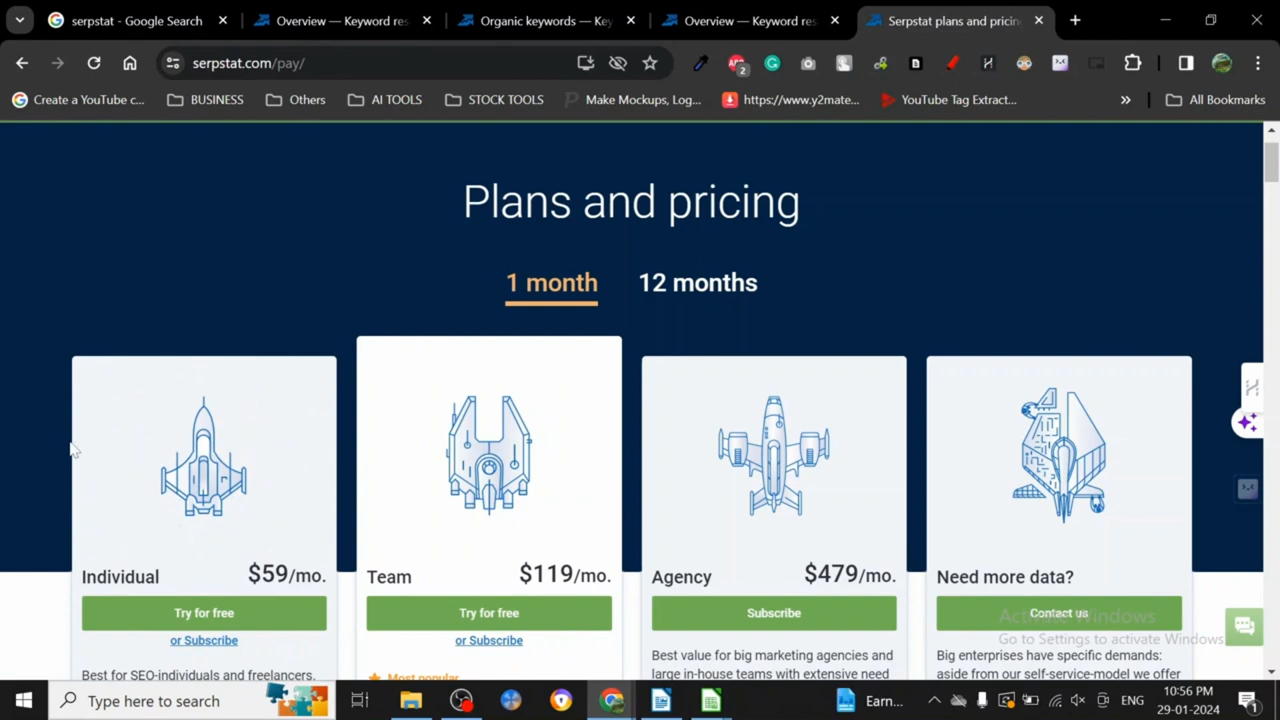 serpstat - Google Search
Overview — Keyword res
Organic keywords — Key
Overview — Keyword res
Serpstat plans and pricin
serpstat.com/pay/
2
Create a YouTube c...
BUSINESS
Others
AI TOOLS
STOCK TOOLS
Make Mockups, Log...
https://www.y2mate...
YouTube Tag Extract...
All Bookmarks
Plans and pricing
1 month
12 months
Individual
$59/mo.
Try for free
or Subscribe
Best for SEO-individuals and freelancers.
Team
$119/mo.
Try for free
or Subscribe
Most popular
Agency
$479/mo.
Subscribe
Best value for big marketing agencies and
large in-house teams with extensive need
Need more data?
Contact us
Big enterprises have specific demands:
aside from our self-service-model we offer
Activate Windows
Go to Settings to activate Windows.
Type here to search
Earn...
ENG
10:56 PM
29-01-2024
1